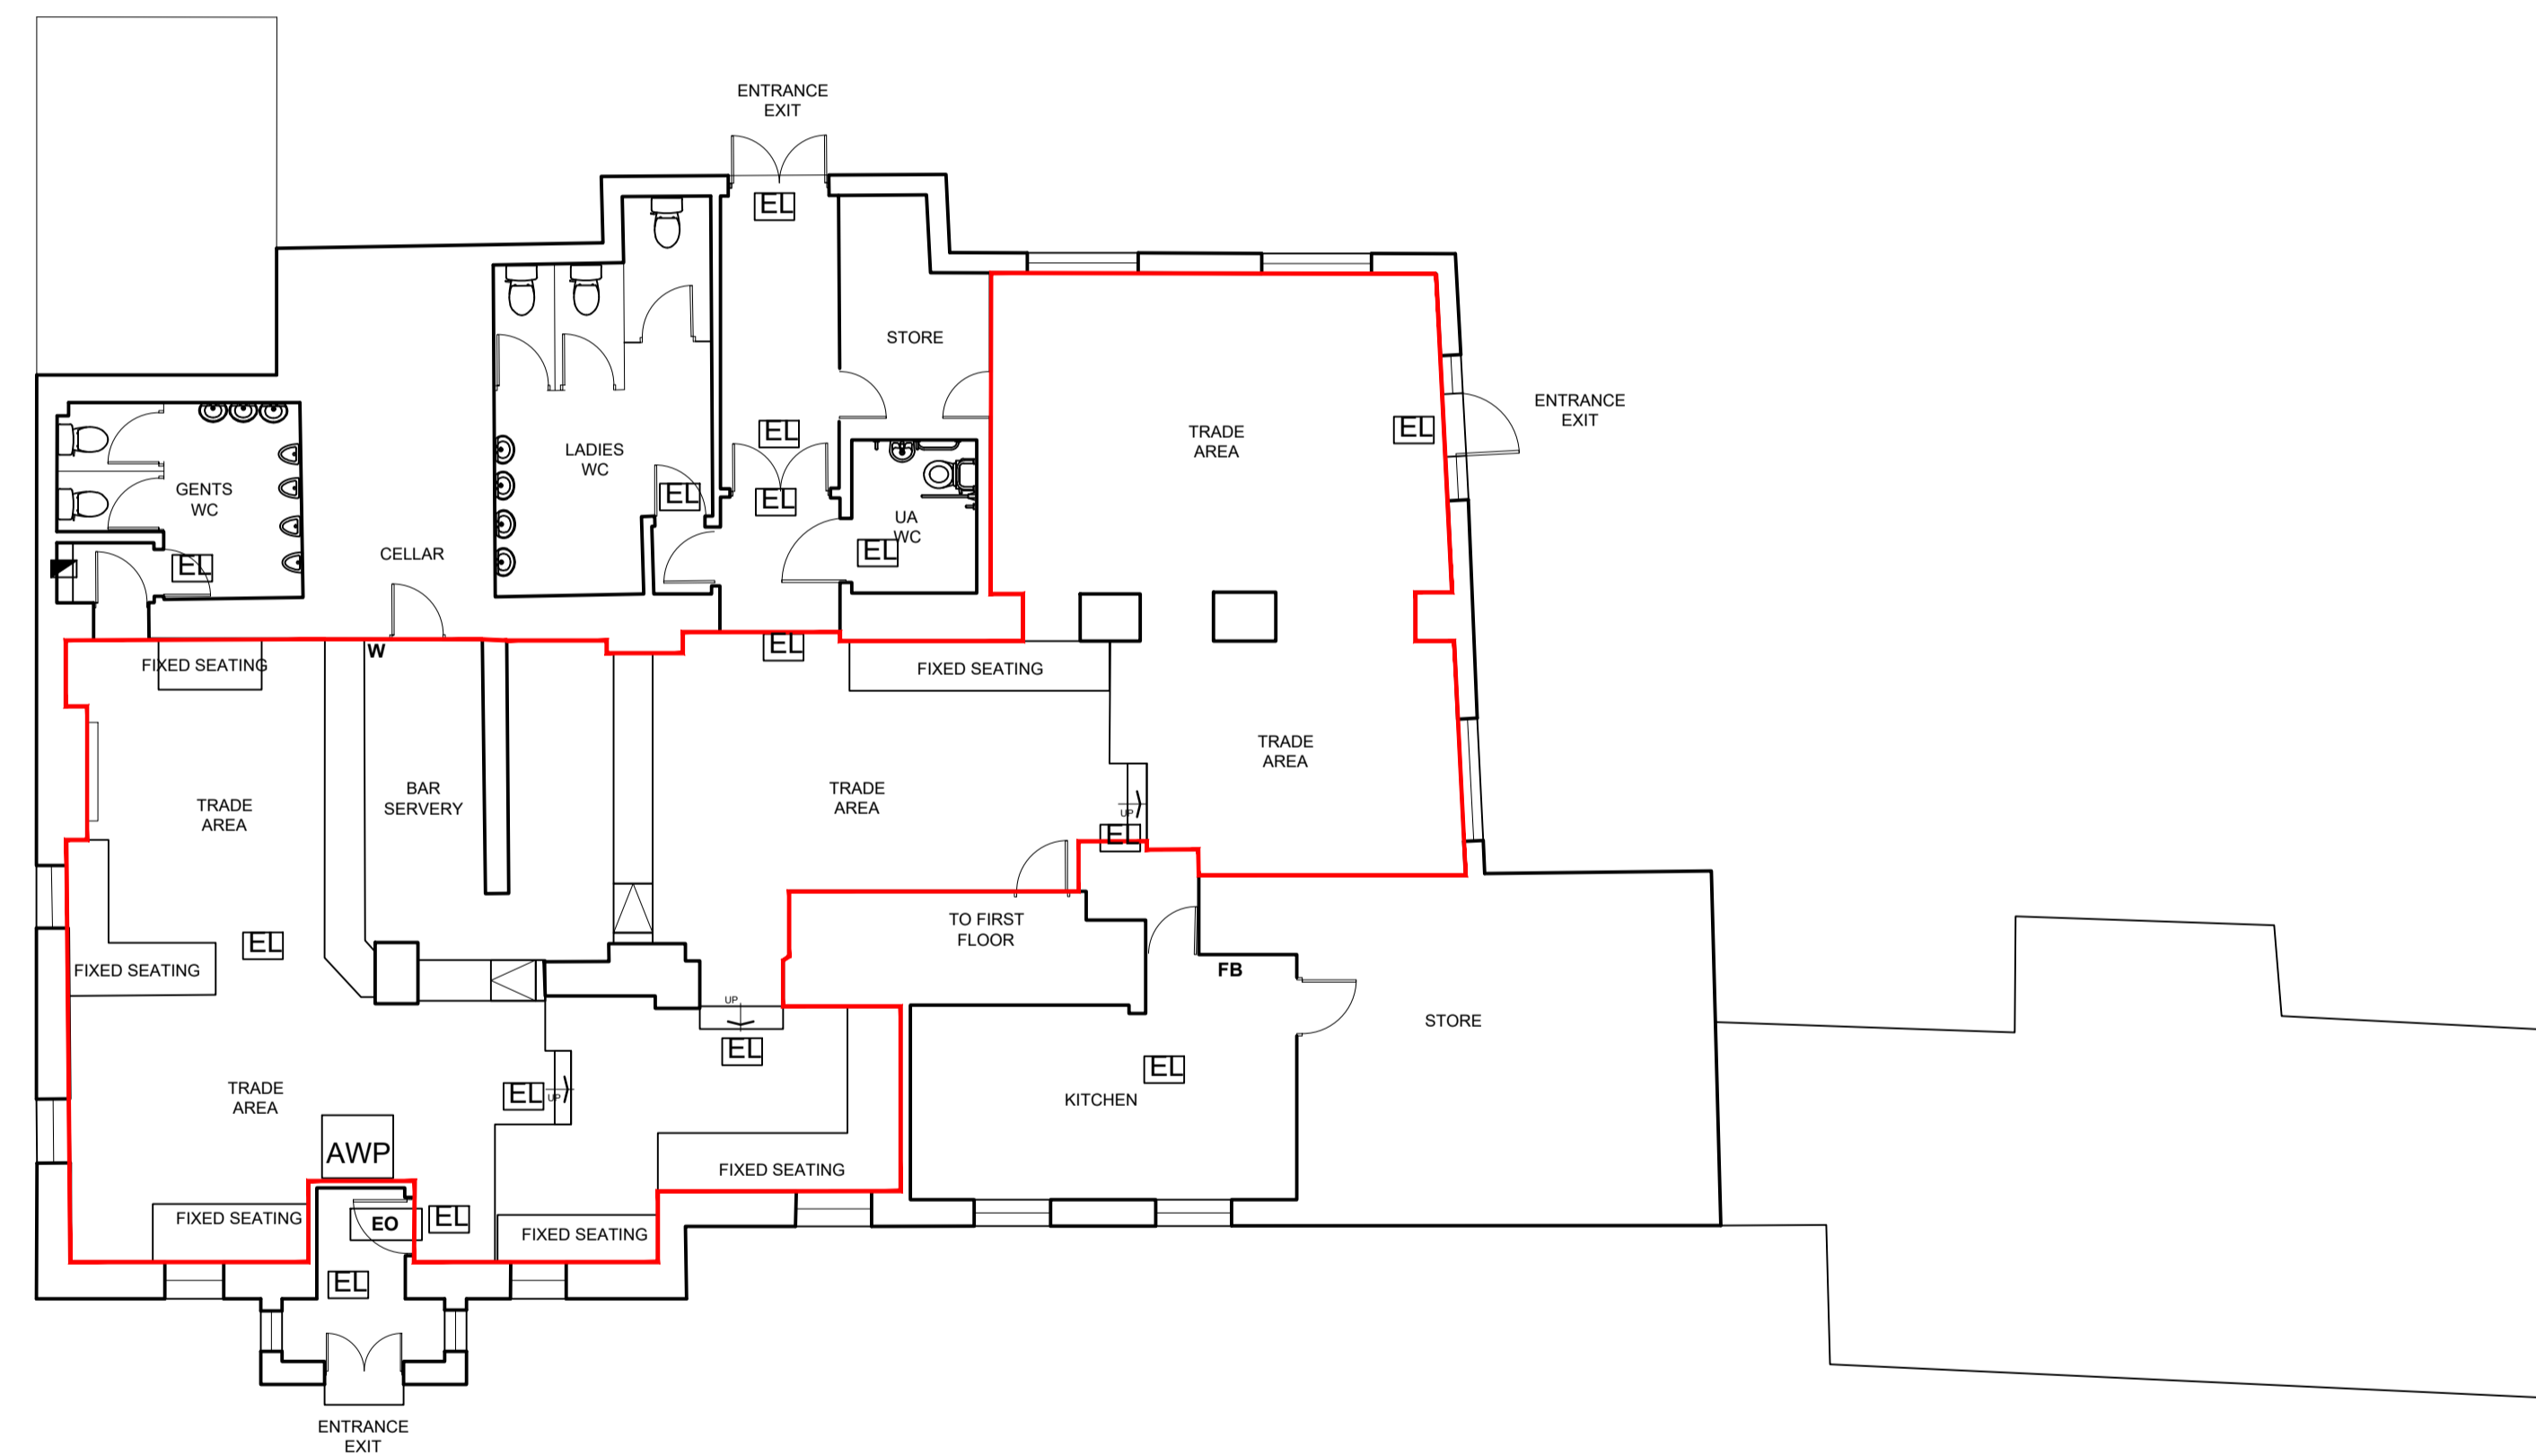 ENTRANCE
EXIT
EL
STORE
ENTRANCE
EXIT
EL
EL
TRADE
AREA
LADIES
WC
GENTS
WC
EL
EL
UA
WC
EL
CELLAR
EL
W
EL
FIXED SEATING
FIXED SEATING
TRADE
AREA
BAR
SERVERY
TRADE
AREA
TRADE
AREA
UP
EL
TO FIRST
FLOOR
EL
FIXED SEATING
FB
UP
STORE
EL
EL
TRADE
AREA
EL
UP
KITCHEN
AWP
FIXED SEATING
FIXED SEATING
EO
EL
FIXED SEATING
EL
ENTRANCE
EXIT